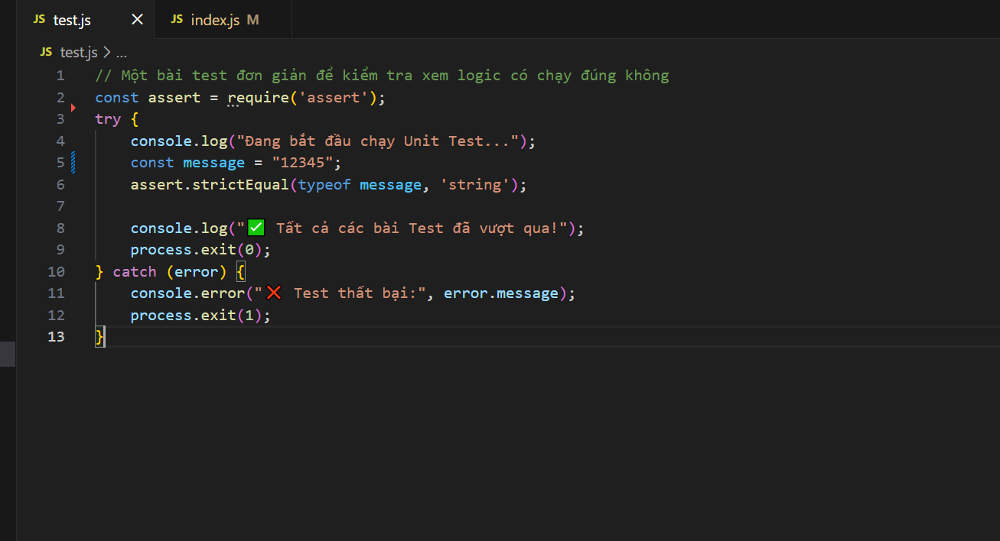 JS test.js × JS index.js M
JS test.js > ...
1 // Một bài test đơn giản để kiểm tra xem logic có chạy đúng không
2 const assert = require('assert');
3 try {
4     console.log("Đang bắt đầu chạy Unit Test...");
5     const message = "12345";
6     assert.strictEqual(typeof message, 'string');
7
8     console.log("✅ Tất cả các bài Test đã vượt qua!");
9     process.exit(0);
10 } catch (error) {
11     console.error("❌ Test thất bại:", error.message);
12     process.exit(1);
13 }